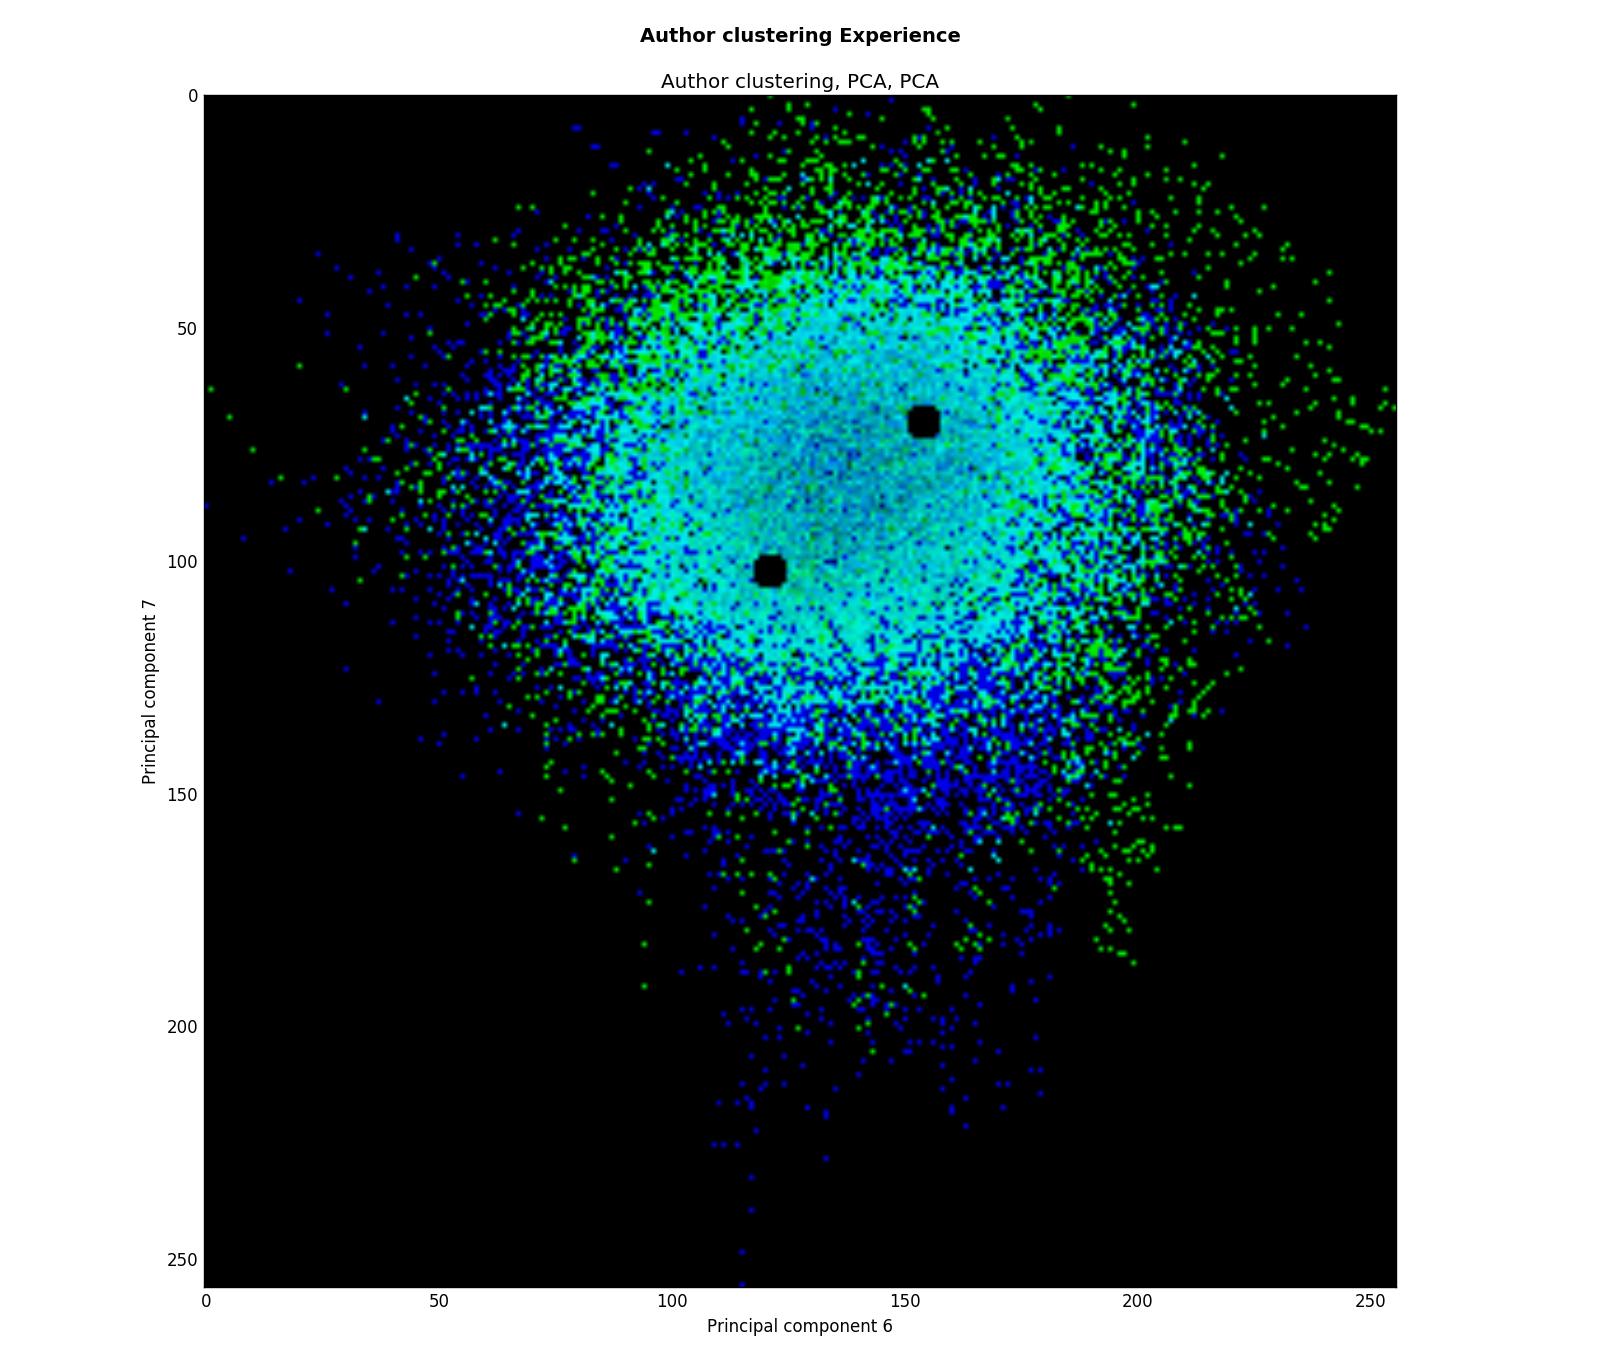 Author clustering Experience
Author clustering, PCA, PCA
0
50
100
150
200
250
Principal component 7
0 50 100 150 200 250
Principal component 6